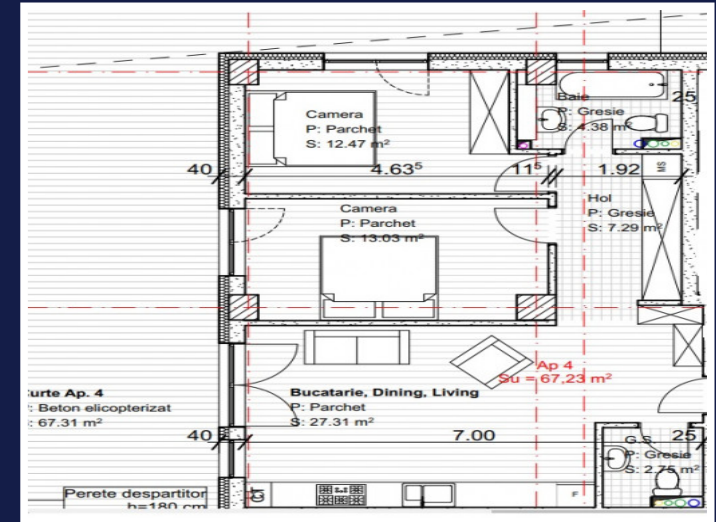 Baie
P: Gresie
S: 4.38 m²
25
Camera
P: Parchet
S: 12.47 m²
40
4.63⁵
11⁵
1.92
MS
Hol
P: Gresie
S: 7.29 m²
Camera
P: Parchet
S: 13.03 m²
Ap 4
Su = 67,23 m²
urte Ap. 4
: Beton elicopterizat
: 67.31 m²
Bucatarie, Dining, Living
P: Parchet
S: 27.31 m²
40
7.00
25
G.S.
P: Gresie
S: 2.75 m²
Perete despartitor
h=180 cm
CT
F